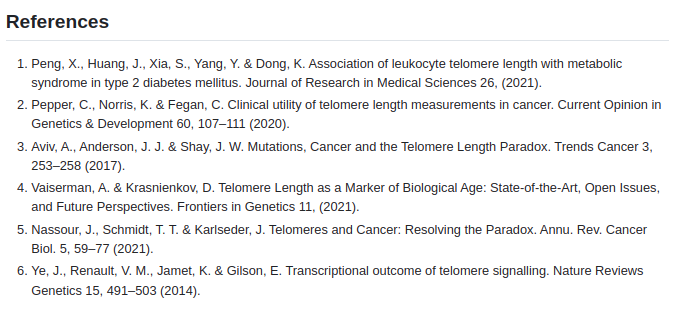 References
1. Peng, X., Huang, J., Xia, S., Yang, Y. & Dong, K. Association of leukocyte telomere length with metabolic
syndrome in type 2 diabetes mellitus. Journal of Research in Medical Sciences 26, (2021).
2. Pepper, C., Norris, K. & Fegan, C. Clinical utility of telomere length measurements in cancer. Current Opinion in
Genetics & Development 60, 107–111 (2020).
3. Aviv, A., Anderson, J. J. & Shay, J. W. Mutations, Cancer and the Telomere Length Paradox. Trends Cancer 3,
253–258 (2017).
4. Vaiserman, A. & Krasnienkov, D. Telomere Length as a Marker of Biological Age: State-of-the-Art, Open Issues,
and Future Perspectives. Frontiers in Genetics 11, (2021).
5. Nassour, J., Schmidt, T. T. & Karlseder, J. Telomeres and Cancer: Resolving the Paradox. Annu. Rev. Cancer
Biol. 5, 59–77 (2021).
6. Ye, J., Renault, V. M., Jamet, K. & Gilson, E. Transcriptional outcome of telomere signalling. Nature Reviews
Genetics 15, 491–503 (2014).